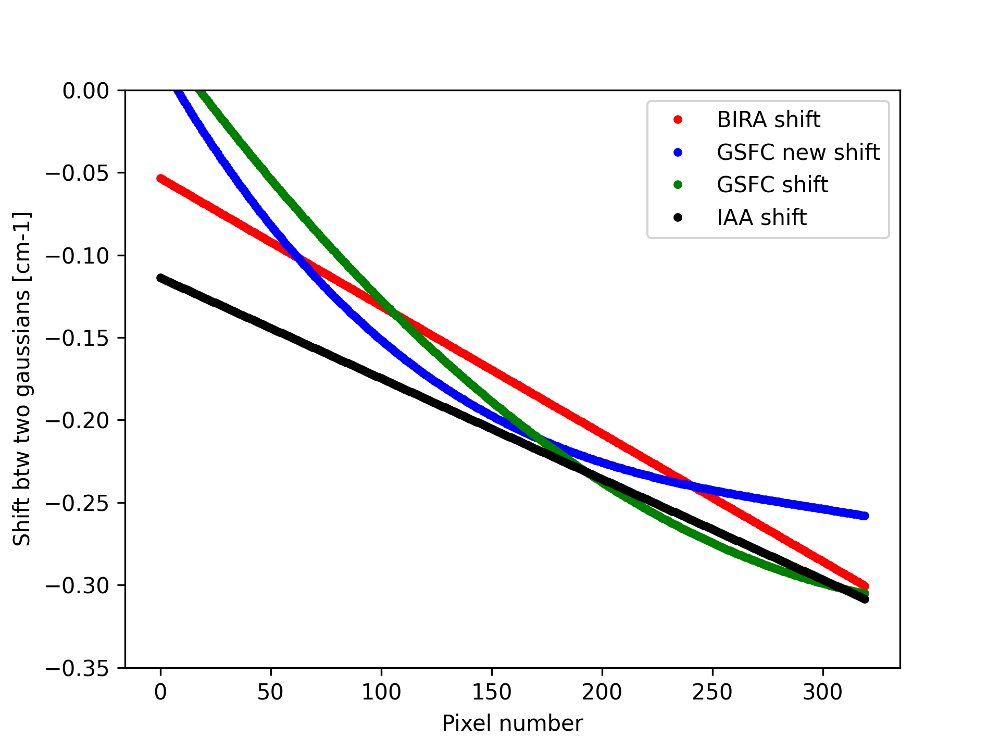 0.00
−0.05
−0.10
−0.15
−0.20
−0.25
−0.30
−0.35
Shift btw two gaussians [cm-1]
BIRA shift
GSFC new shift
GSFC shift
IAA shift
0 50 100 150 200 250 300
Pixel number